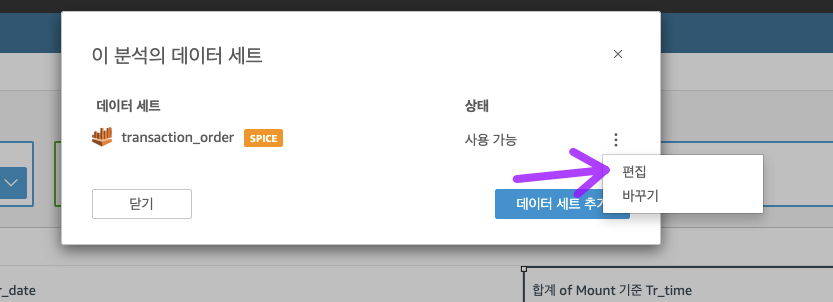 이 분석의 데이터 세트
×
데이터 세트 상태
transaction_order SPICE 사용 가능
편집
바꾸기
닫기 데이터 세트 추가
r_date 합계 of Mount 기준 Tr_time